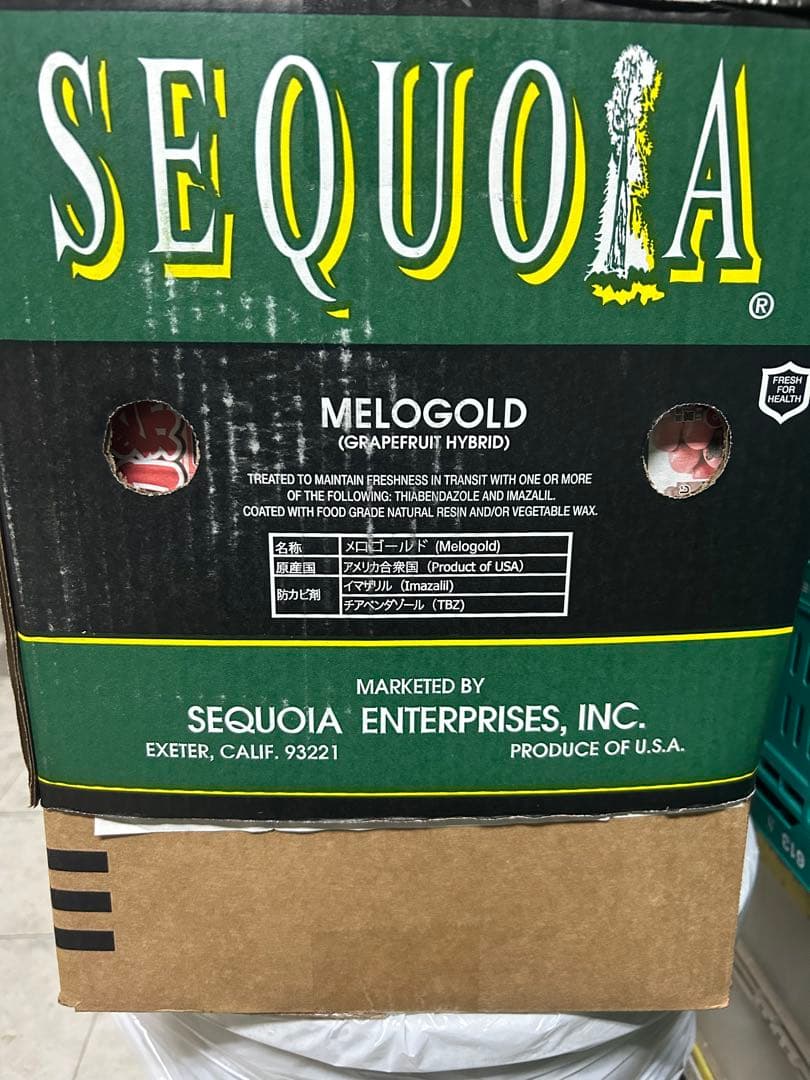 SEQUOIA
®
FRESH
FOR
HEALTH
MELOGOLD
(GRAPEFRUIT HYBRID)
TREATED TO MAINTAIN FRESHNESS IN TRANSIT WITH ONE OR MORE
OF THE FOLLOWING: THIABENDAZOLE AND IMAZALIL.
COATED WITH FOOD GRADE NATURAL RESIN AND/OR VEGETABLE WAX.
名称 メロゴールド (Melogold)
原産国 アメリカ合衆国 (Product of USA)
防カビ剤 イマザリル (Imazalil)
チアベンダゾール (TBZ)
MARKETED BY
SEQUOIA ENTERPRISES, INC.
EXETER, CALIF. 93221 PRODUCE OF U.S.A.